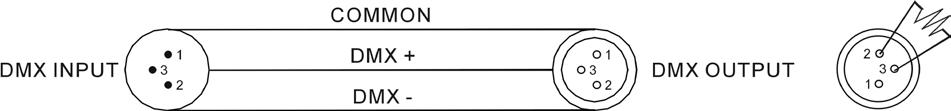 COMMON
DMX INPUT
1
3
2
DMX +
DMX -
1
3
2
DMX OUTPUT
2
3
1